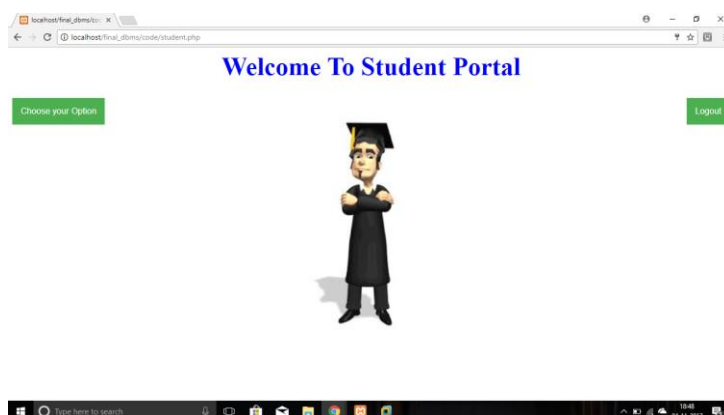 localhost/final_dbms/co
localhost/final_dbms/code/student.php
Welcome To Student Portal
Choose your Option
Logout
Type here to search
18:48